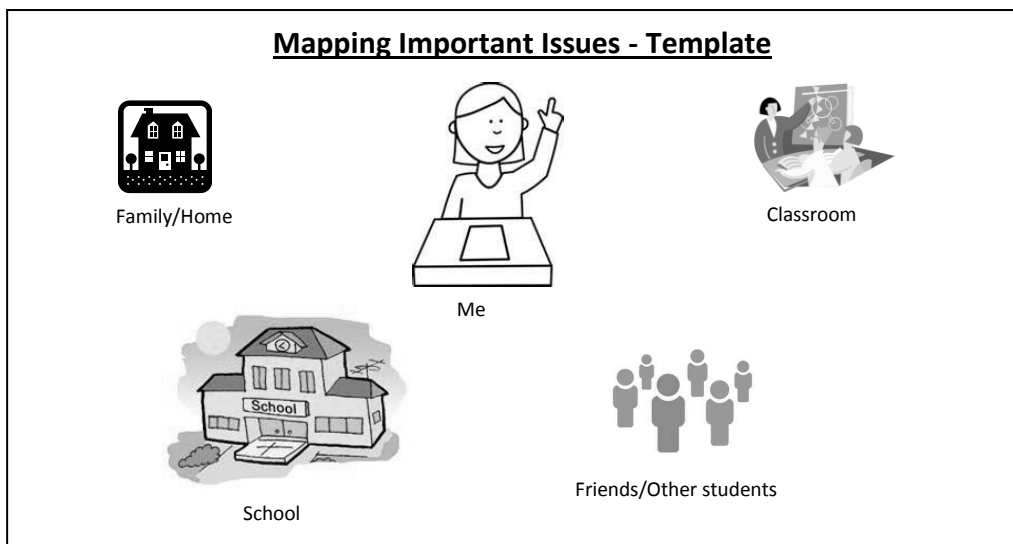 Mapping Important Issues - Template
Family/Home
Classroom
Me
School
School
Friends/Other students